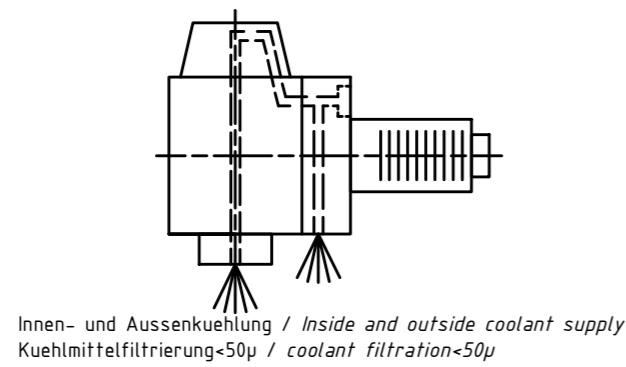 Innen- und Aussenkuehlung / Inside and outside coolant supply
Kuehlmittelfiltrierung<50µ / coolant filtration<50µ